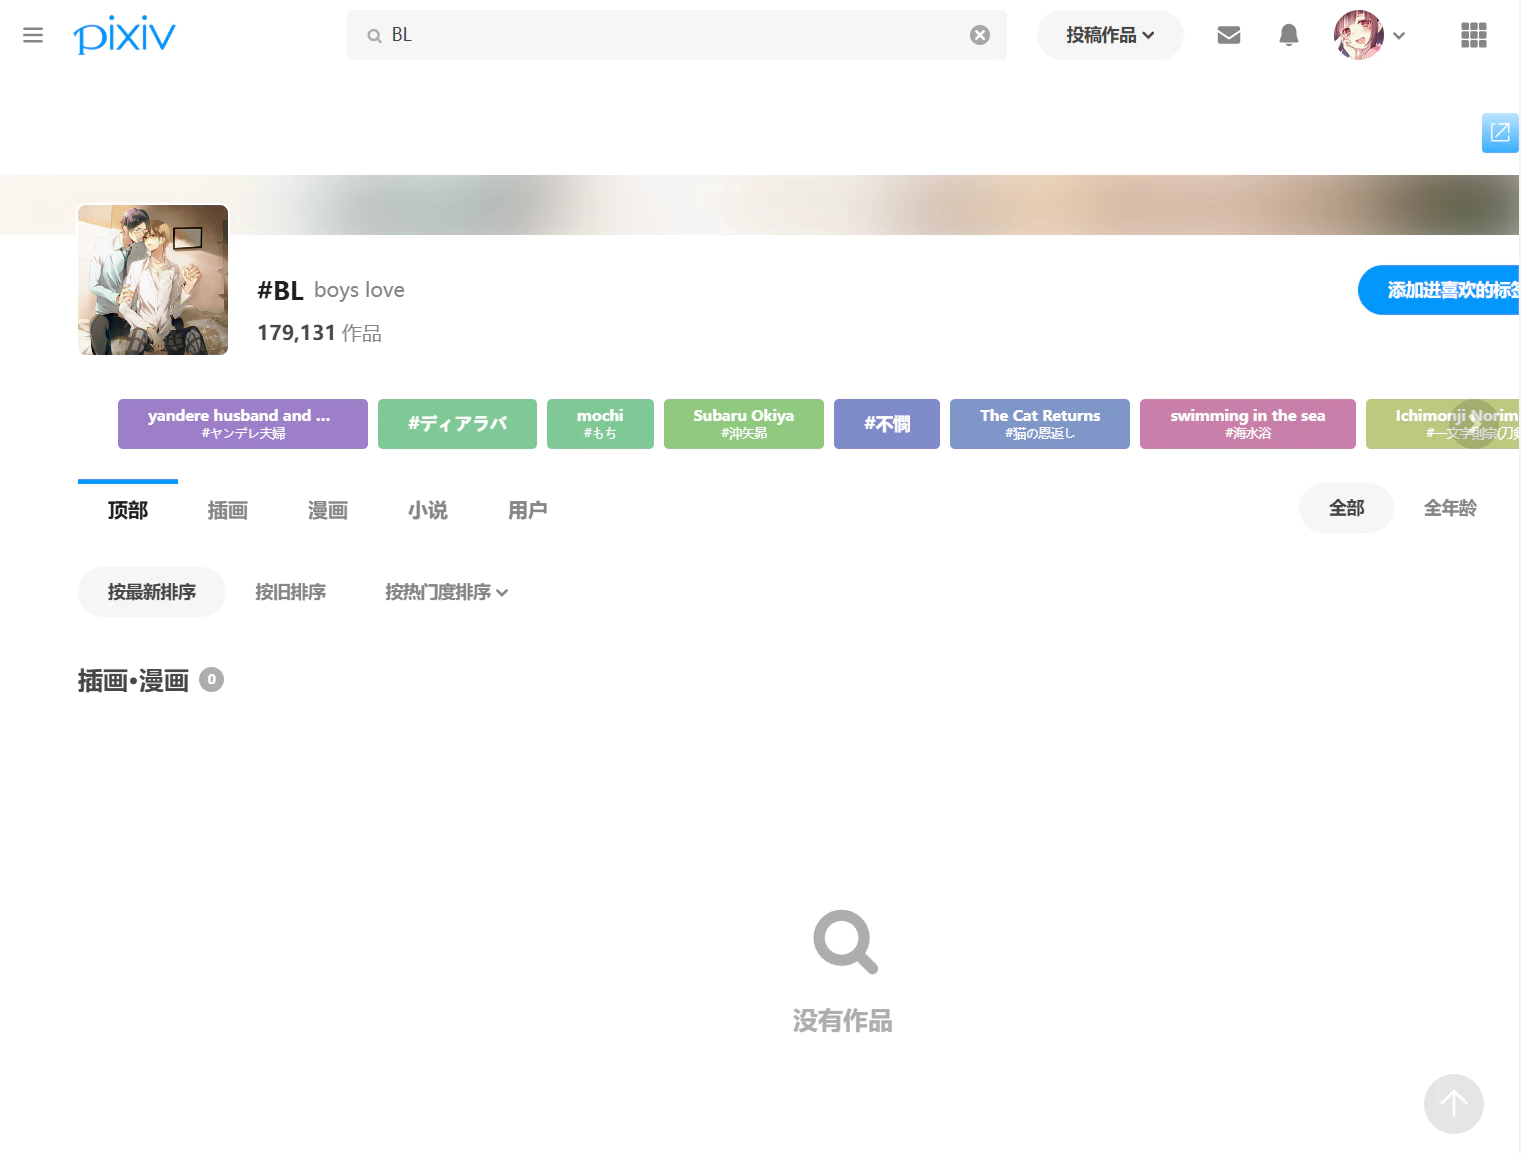 pixiv
BL
投稿作品
#BL boys love
179,131 作品
添加进喜欢的标签
yandere husband and ...
#ヤンデレ夫婦
#ディアラバ
mochi
#もち
Subaru Okiya
#沖矢昴
#不憫
The Cat Returns
#猫の恩返し
swimming in the sea
#海水浴
Ichimonji Norim
#一文字則宗(刀剣
顶部
插画
漫画
小说
用户
全部
全年龄
按最新排序
按旧排序
按热门度排序
插画•漫画 0
没有作品